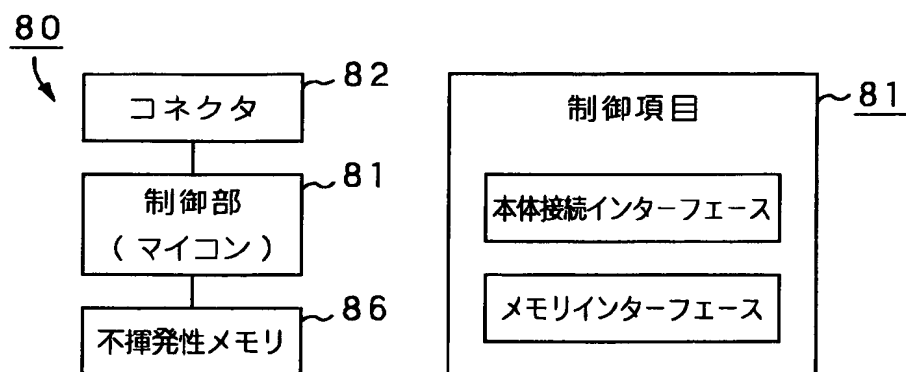 80
コネクタ
82
制御部
(マイコン)
81
不揮発性メモリ
86
制御項目
81
本体接続インターフェース
メモリインターフェース